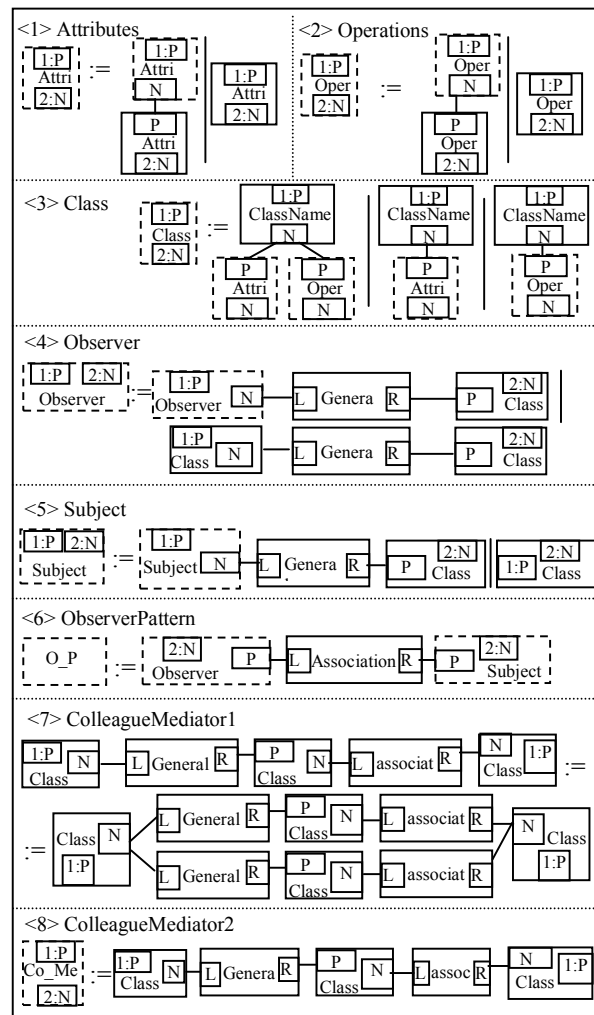 <1> Attributes
1:P Attri 2:N := 1:P Attri N P Attri 2:N 1:P Attri 2:N
<2> Operations
1:P Oper 2:N := 1:P Oper N P Oper 2:N 1:P Oper 2:N
<3> Class
1:P Class 2:N := 1:P ClassName N P Attri N P Oper N 1:P ClassName N P Attri N 1:P ClassName N P Oper N
<4> Observer
1:P 2:N Observer := 1:P Observer N L Genera R P 2:N Class
1:P Class N L Genera R P 2:N Class
<5> Subject
1:P 2:N Subject := 1:P Subject N L Genera R P 2:N Class 1:P 2:N Class
<6> ObserverPattern
O_P := 2:N Observer P L Association R P 2:N Subject
<7> ColleagueMediator1
1:P Class N L General R P Class N L associat R N 1:P Class :=
:= Class N 1:P L General R P Class N L associat R N Class 1:P
L General R P Class N L associat R
<8> ColleagueMediator2
1:P Co_Me 2:N := 1:P Class N L Genera R P Class N L assoc R N 1:P Class